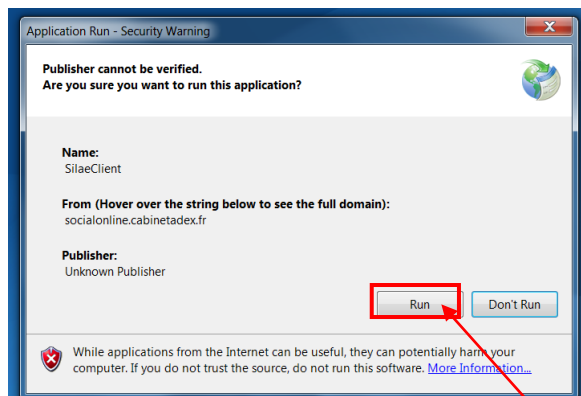 Application Run - Security Warning
Publisher cannot be verified.
Are you sure you want to run this application?
Name:
SilaeClient
From (Hover over the string below to see the full domain):
socialonline.cabinetadex.fr
Publisher:
Unknown Publisher
Run
Don't Run
While applications from the Internet can be useful, they can potentially harm your
computer. If you do not trust the source, do not run this software. More Information...